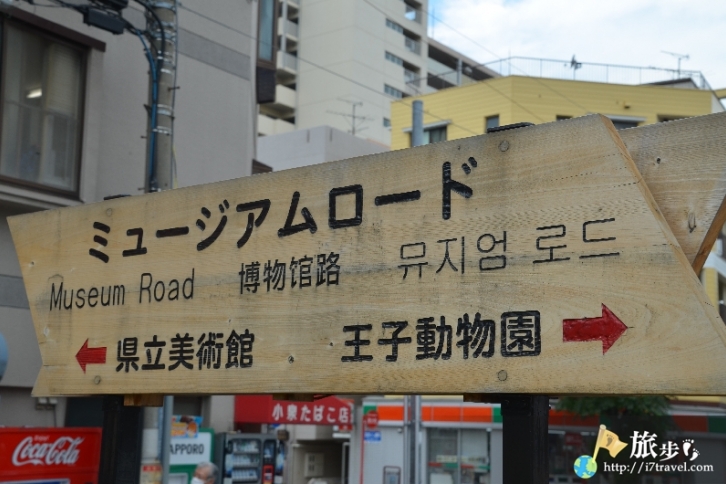 ミュージアムロード
Museum Road 博物馆路 뮤지엄 로드
県立美術館 王子動物園
小泉たばこ店
Coca-Cola
SAPPORO
旅步
http://i7travel.com